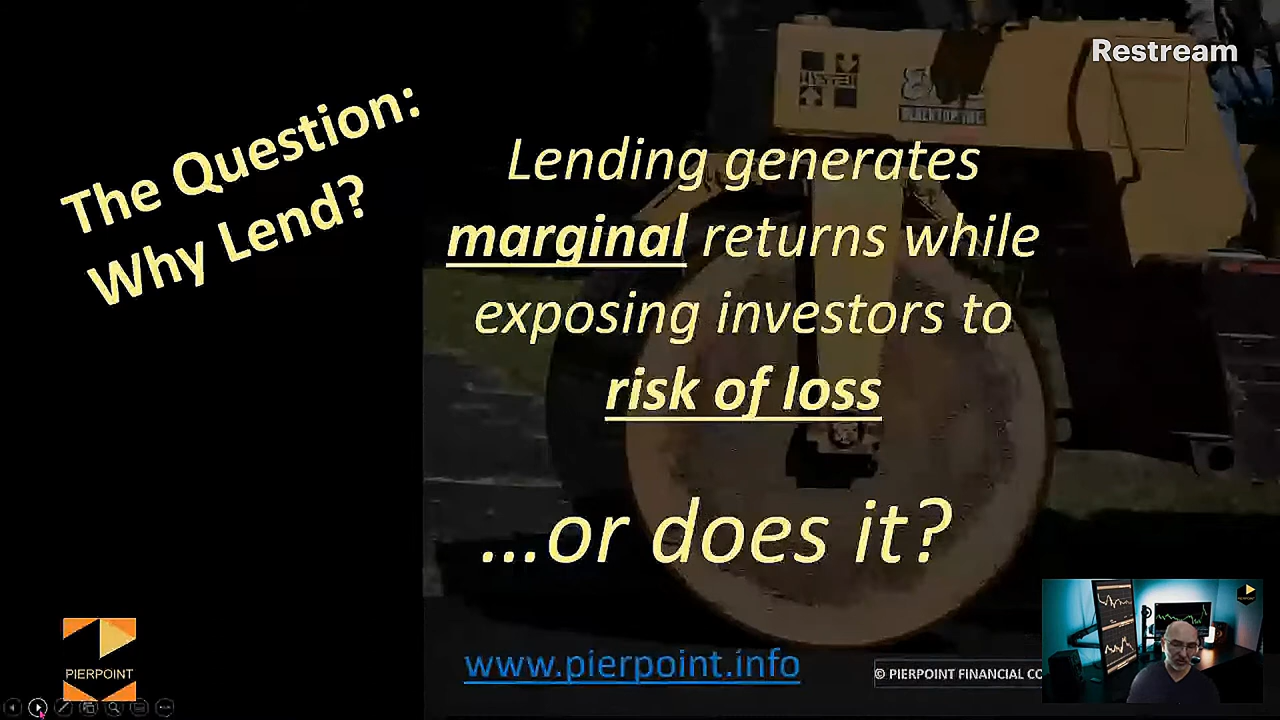 Restream
The Question:
Why Lend?
Lending generates
marginal returns while
exposing investors to
risk of loss
...or does it?
HYSTER
PIERPOINT
www.pierpoint.info
© PIERPOINT FINANCIAL CO